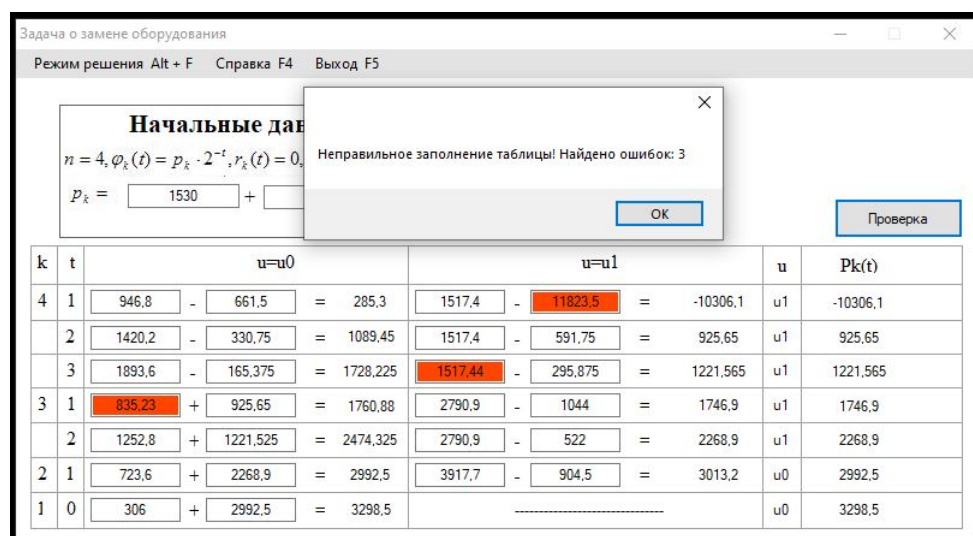 Задача о замене оборудования
Режим решения Alt + F Справка F4 Выход F5
Начальные дан
n = 4, φₖ(t) = pₖ · 2⁻ᵗ, rₖ(t) = 0,
pₖ = 1530 +
Неправильное заполнение таблицы! Найдено ошибок: 3
ОК
Проверка
k t u=u0 u=u1 u Pk(t)
4 1 946,8 - 661,5 = 285,3 1517,4 - 11823,5 = -10306,1 u1 -10306,1
2 1420,2 - 330,75 = 1089,45 1517,4 - 591,75 = 925,65 u1 925,65
3 1893,6 - 165,375 = 1728,225 1517,44 - 295,875 = 1221,565 u1 1221,565
3 1 835,23 + 925,65 = 1760,88 2790,9 - 1044 = 1746,9 u1 1746,9
2 1252,8 + 1221,525 = 2474,325 2790,9 - 522 = 2268,9 u1 2268,9
2 1 723,6 + 2268,9 = 2992,5 3917,7 - 904,5 = 3013,2 u0 2992,5
1 0 306 + 2992,5 = 3298,5 ------------------------------- u0 3298,5